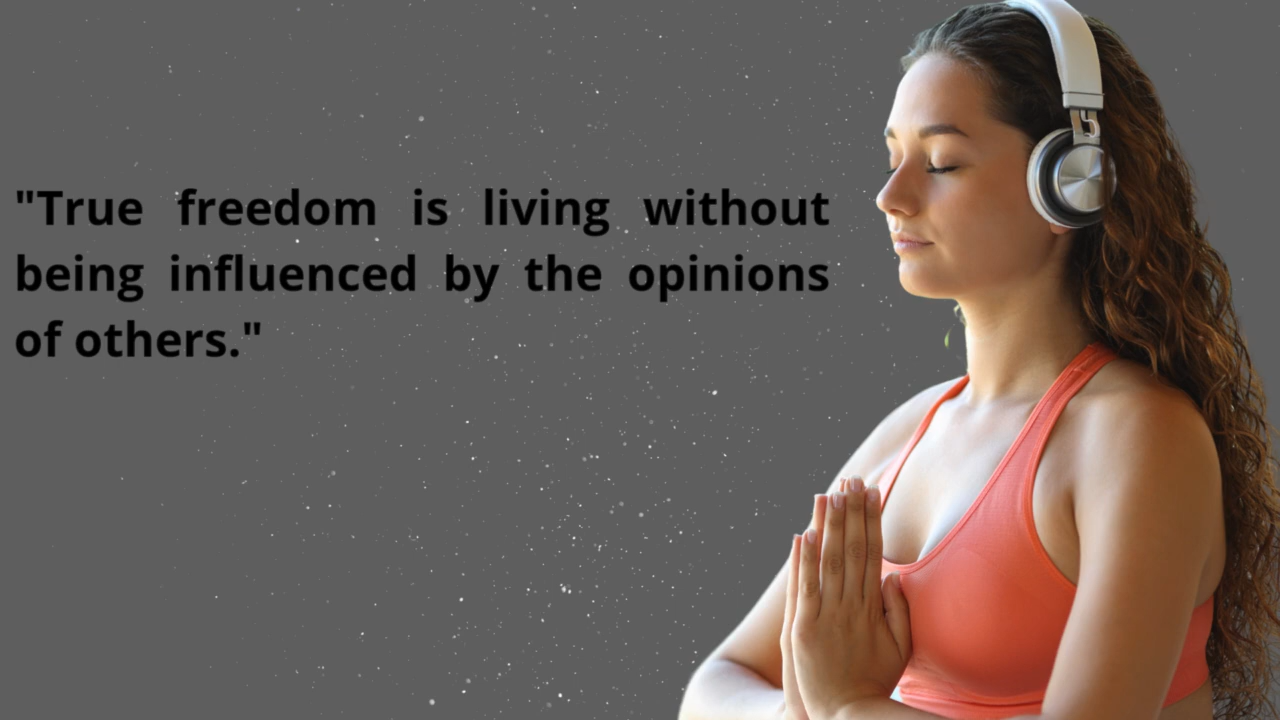 "True freedom is living without
being influenced by the opinions
of others."